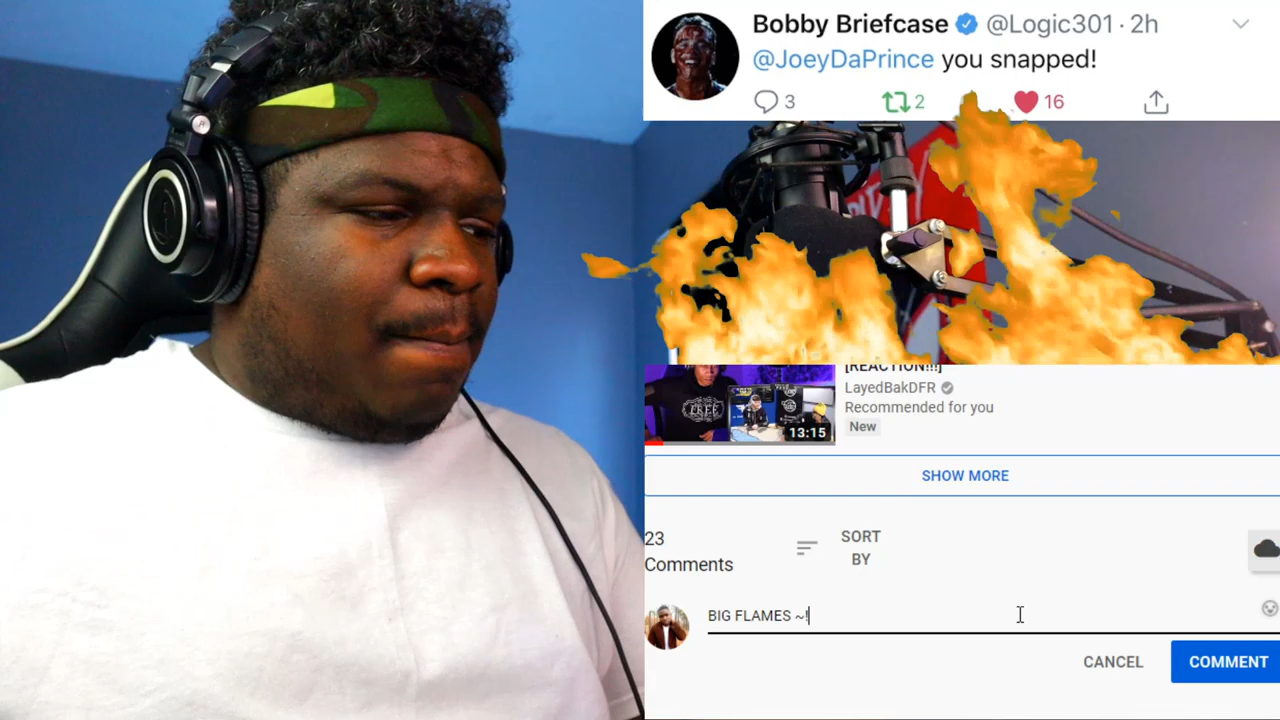 Bobby Briefcase @Logic301 · 2h
@JoeyDaPrince you snapped!
3 2 16
[REACTION!!!]
LayedBakDFR
Recommended for you
New
13:15
SHOW MORE
23
Comments
SORT
BY
BIG FLAMES ~!
CANCEL COMMENT